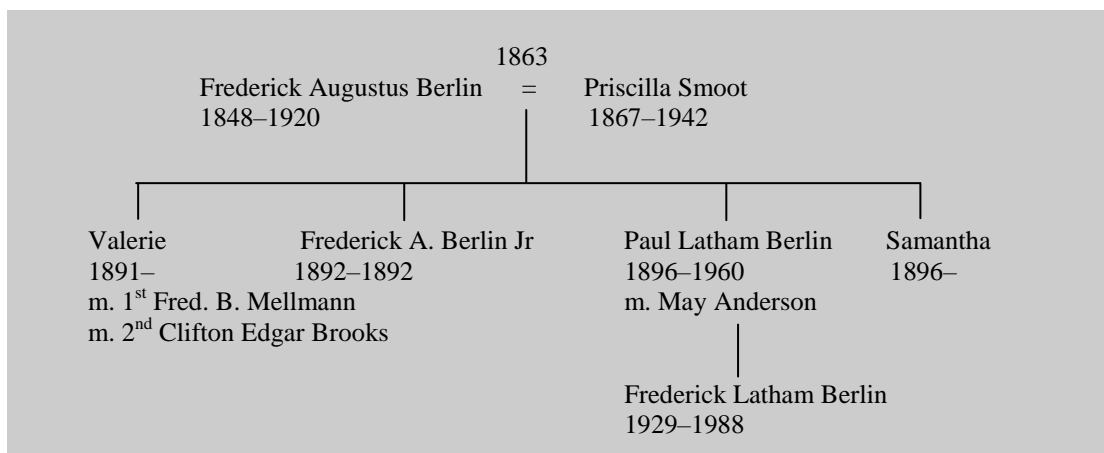 1863
Frederick Augustus Berlin = Priscilla Smoot
1848–1920 1867–1942
Valerie Frederick A. Berlin Jr Paul Latham Berlin Samantha
1891– 1892–1892 1896–1960 1896–
m. 1st Fred. B. Mellmann m. May Anderson
m. 2nd Clifton Edgar Brooks
Frederick Latham Berlin
1929–1988